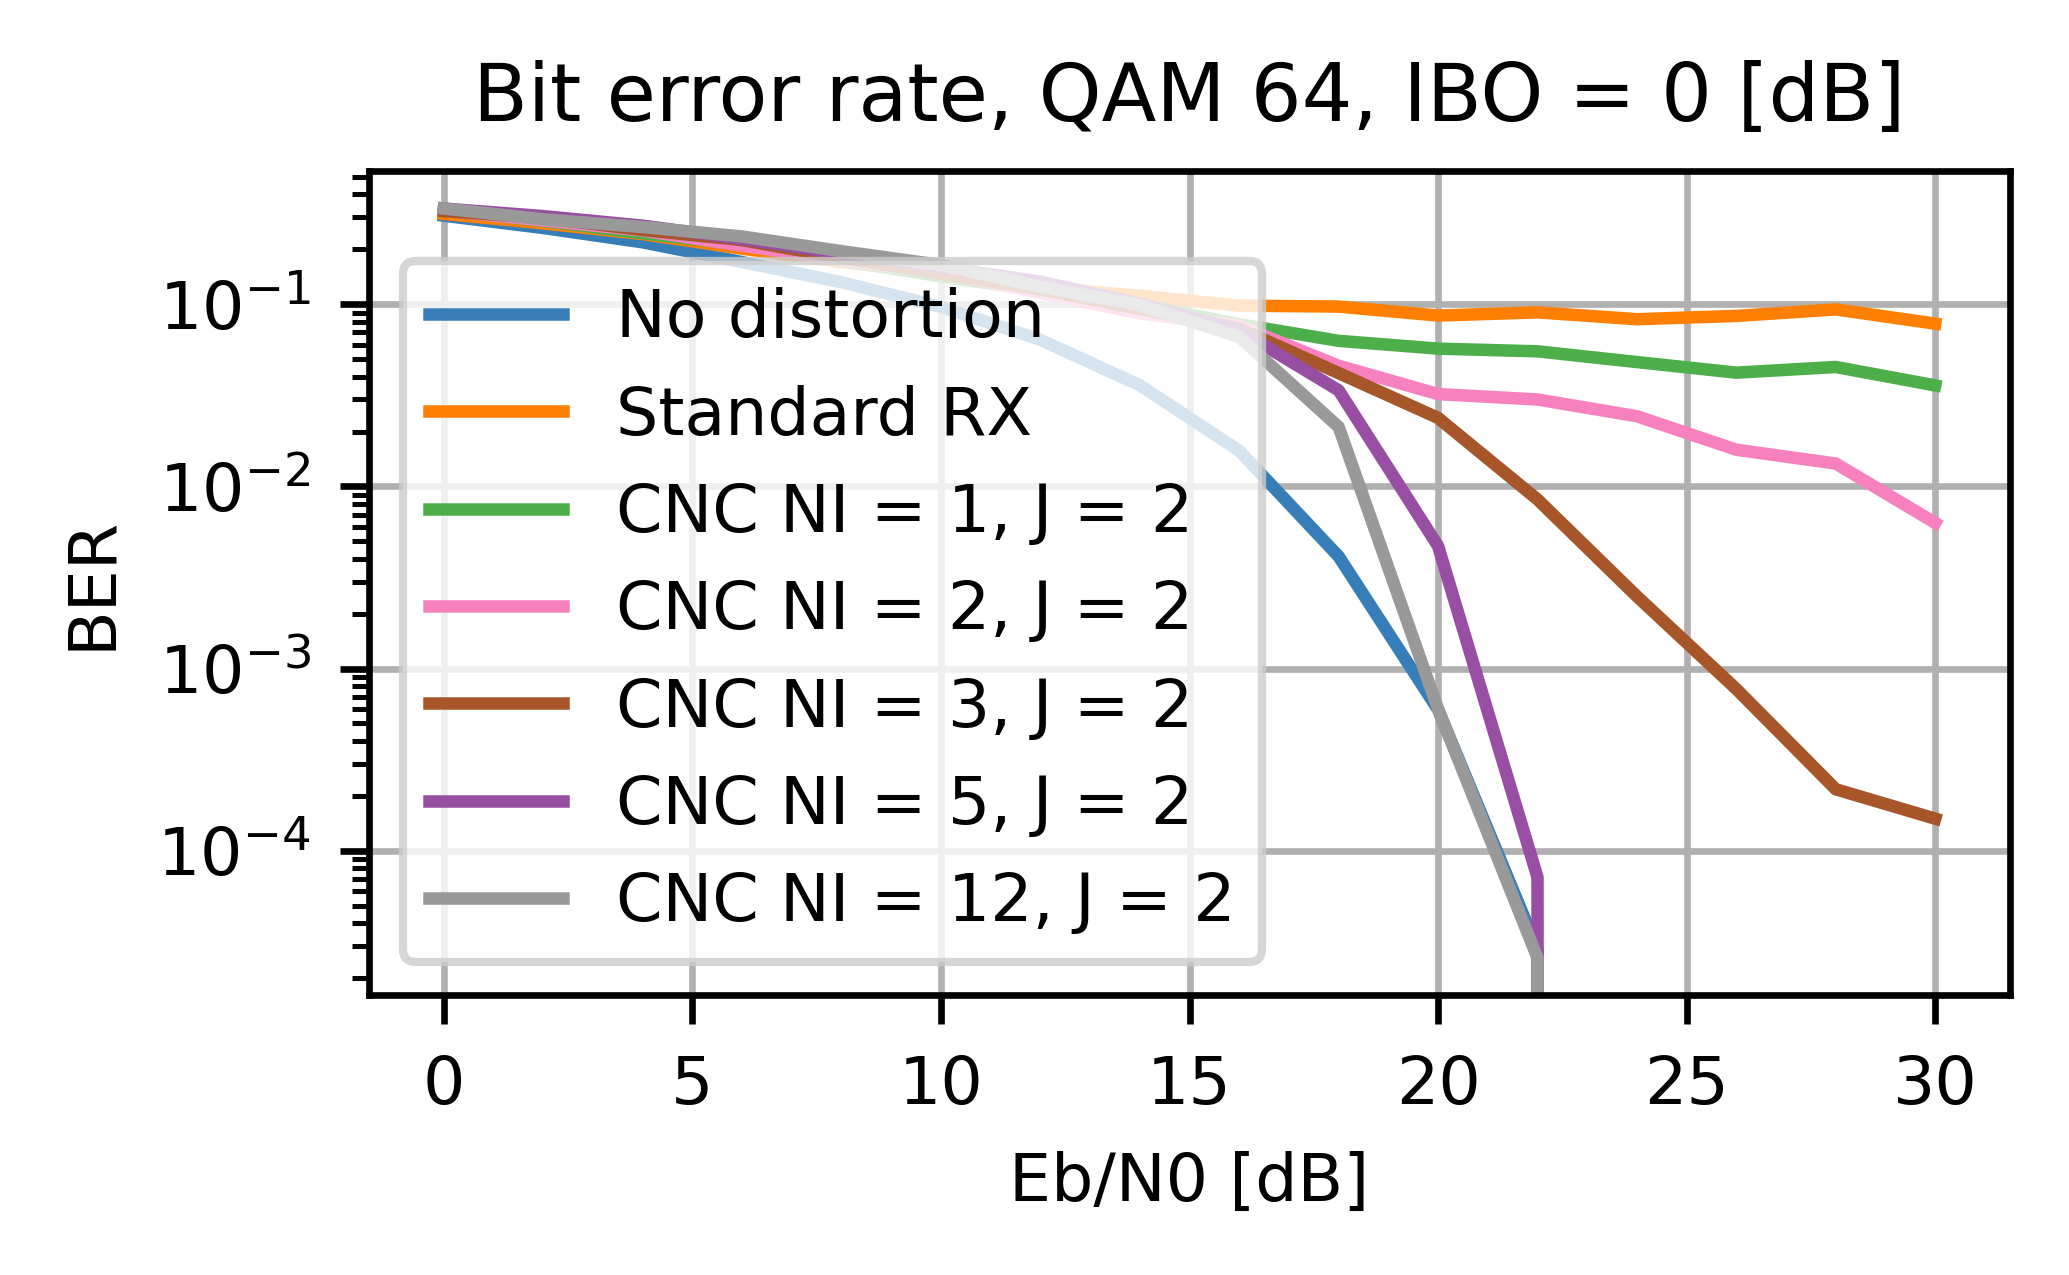 Bit error rate, QAM 64, IBO = 0 [dB]
BER
10⁻¹
10⁻²
10⁻³
10⁻⁴
No distortion
Standard RX
CNC NI = 1, J = 2
CNC NI = 2, J = 2
CNC NI = 3, J = 2
CNC NI = 5, J = 2
CNC NI = 12, J = 2
0 5 10 15 20 25 30
Eb/N0 [dB]